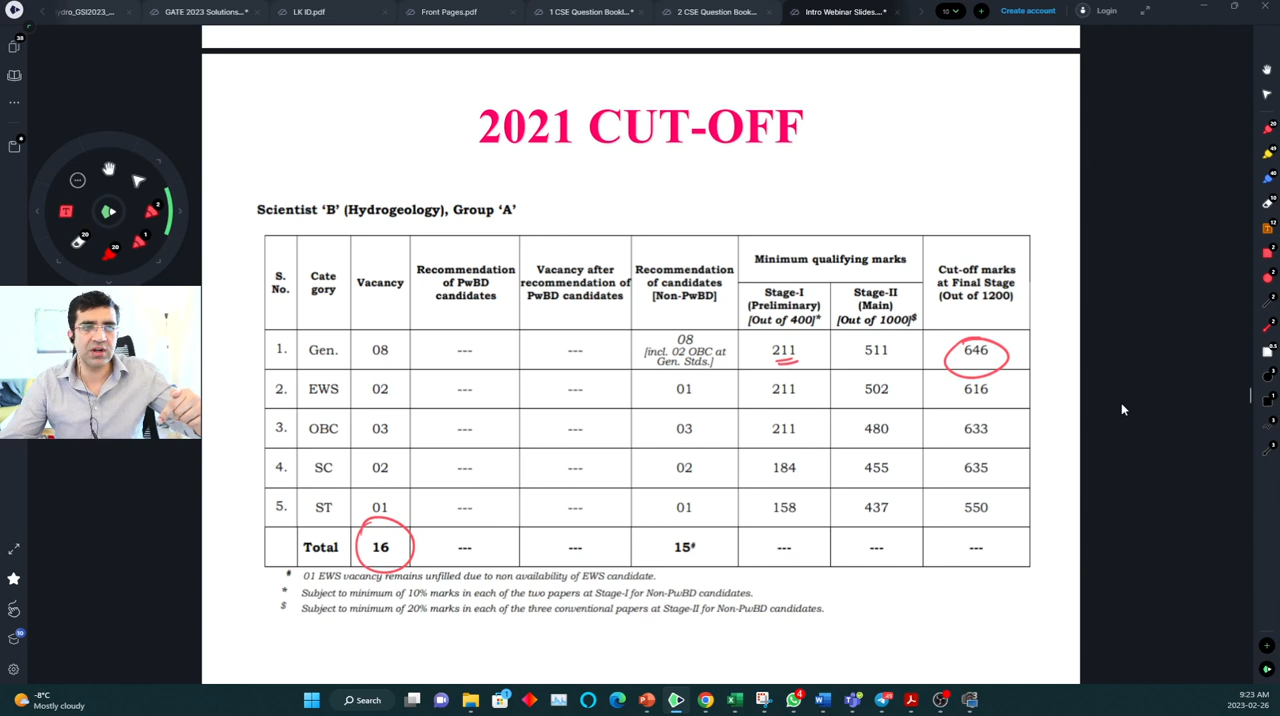 ydro_GSI2023_...
GATE 2023 Solutions...*
LK ID.pdf
Front Pages.pdf
1 CSE Question Bookl...*
2 CSE Question Book...
Intro Webinar Slides....*
10
Create account
Login
2021 CUT-OFF
Scientist ‘B’ (Hydrogeology), Group ‘A’
S. No. Cate gory Vacancy Recommendation of PwBD candidates Vacancy after recommendation of PwBD candidates Recommendation of candidates [Non-PwBD] Minimum qualifying marks Cut-off marks at Final Stage (Out of 1200)
Stage-I (Preliminary) [Out of 400]* Stage-II (Main) [Out of 1000]$
1. Gen. 08 --- --- 08 [incl. 02 OBC at Gen. Stds.] 211 511 646
2. EWS 02 --- --- 01 211 502 616
3. OBC 03 --- --- 03 211 480 633
4. SC 02 --- --- 02 184 455 635
5. ST 01 --- --- 01 158 437 550
Total 16 --- --- 15# --- --- ---
# 01 EWS vacancy remains unfilled due to non availability of EWS candidate.
* Subject to minimum of 10% marks in each of the two papers at Stage-I for Non-PwBD candidates.
$ Subject to minimum of 20% marks in each of the three conventional papers at Stage-II for Non-PwBD candidates.
-8°C
Mostly cloudy
Search
9:23 AM
2023-02-26